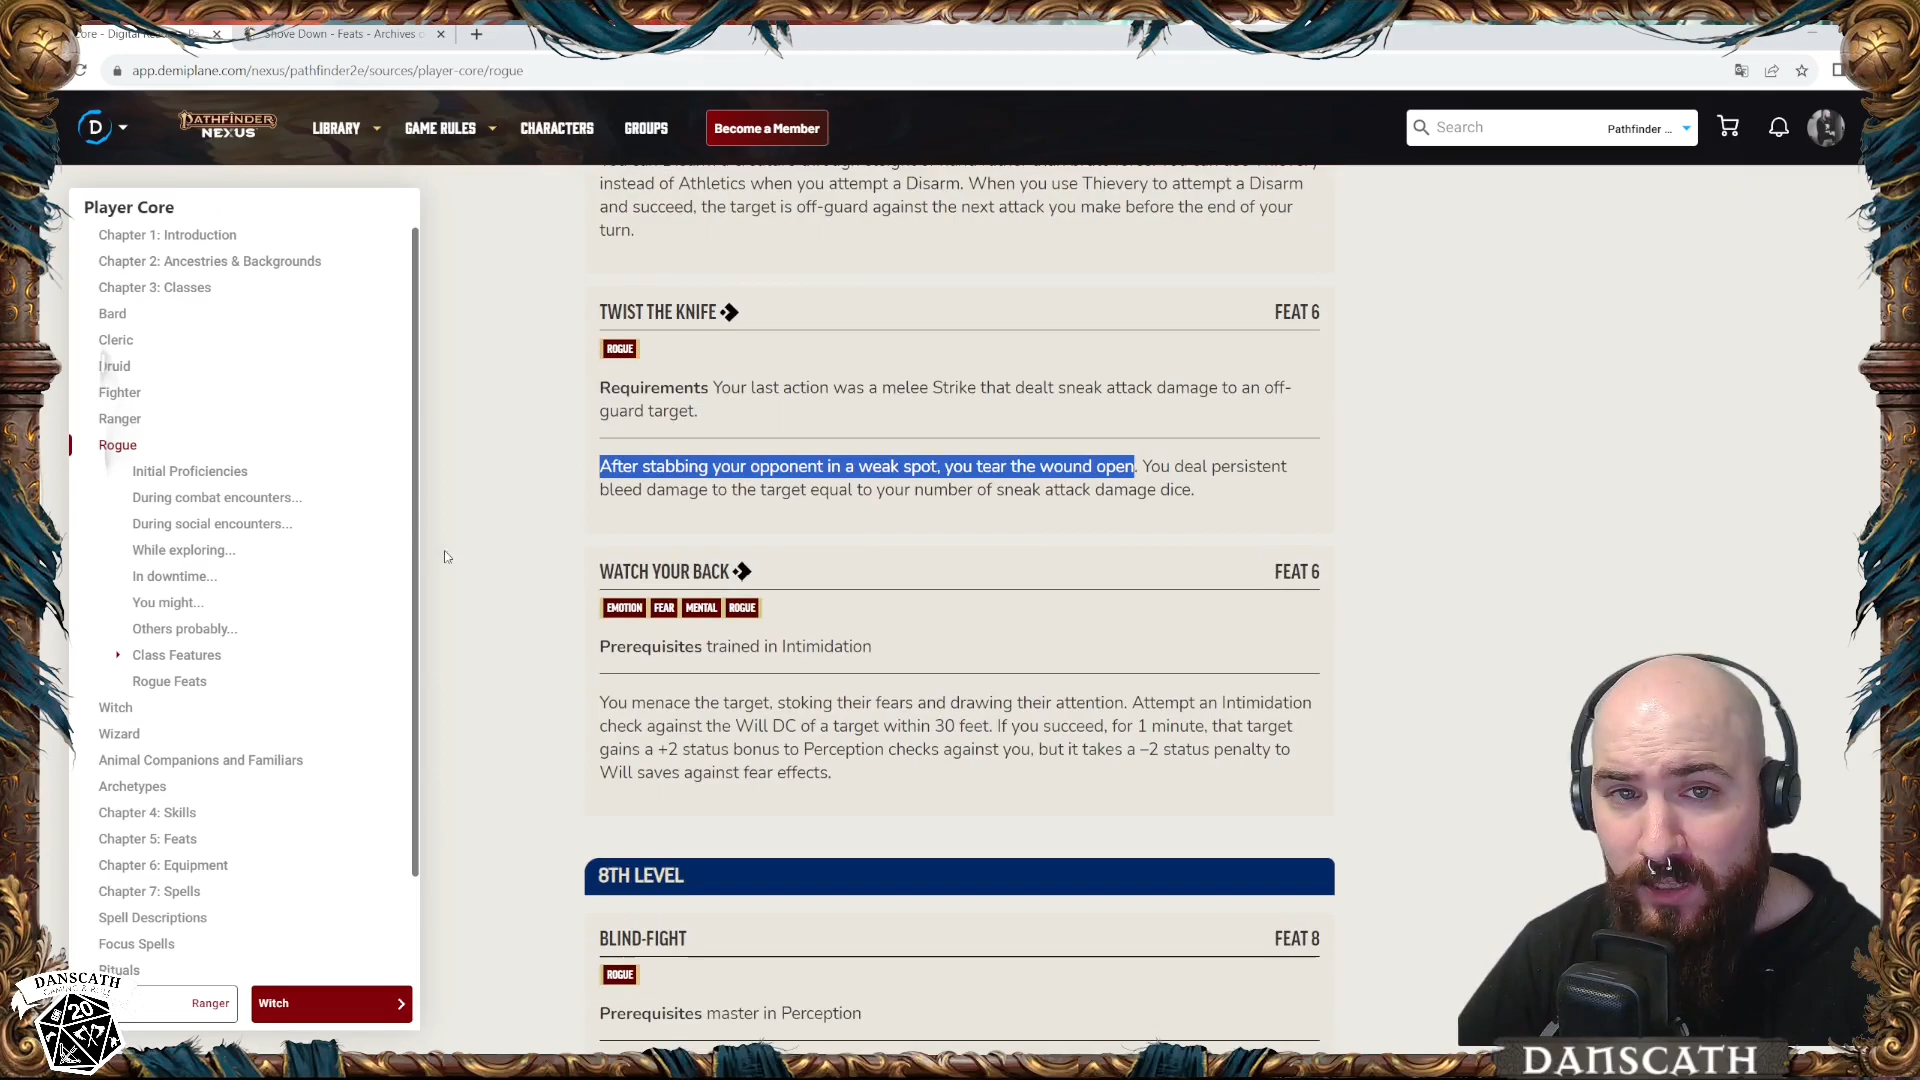 Core - Digital Rea
Shove Down - Feats - Archives
app.demiplane.com/nexus/pathfinder2e/sources/player-core/rogue
D
PATHFINDER
NEXUS
LIBRARY
GAME RULES
CHARACTERS
GROUPS
Become a Member
Search
Pathfinder ...
Player Core
Chapter 1: Introduction
Chapter 2: Ancestries & Backgrounds
Chapter 3: Classes
Bard
Cleric
Druid
Fighter
Ranger
Rogue
Initial Proficiencies
During combat encounters...
During social encounters...
While exploring...
In downtime...
You might...
Others probably...
Class Features
Rogue Feats
Witch
Wizard
Animal Companions and Familiars
Archetypes
Chapter 4: Skills
Chapter 5: Feats
Chapter 6: Equipment
Chapter 7: Spells
Spell Descriptions
Focus Spells
Rituals
Ranger
Witch
instead of Athletics when you attempt a Disarm. When you use Thievery to attempt a Disarm
and succeed, the target is off-guard against the next attack you make before the end of your
turn.
TWIST THE KNIFE
FEAT 6
ROGUE
Requirements Your last action was a melee Strike that dealt sneak attack damage to an off-
guard target.
After stabbing your opponent in a weak spot, you tear the wound open. You deal persistent
bleed damage to the target equal to your number of sneak attack damage dice.
WATCH YOUR BACK
FEAT 6
EMOTION FEAR MENTAL ROGUE
Prerequisites trained in Intimidation
You menace the target, stoking their fears and drawing their attention. Attempt an Intimidation
check against the Will DC of a target within 30 feet. If you succeed, for 1 minute, that target
gains a +2 status bonus to Perception checks against you, but it takes a –2 status penalty to
Will saves against fear effects.
8TH LEVEL
BLIND-FIGHT
FEAT 8
ROGUE
Prerequisites master in Perception
DANSCATH
20
DANSCATH